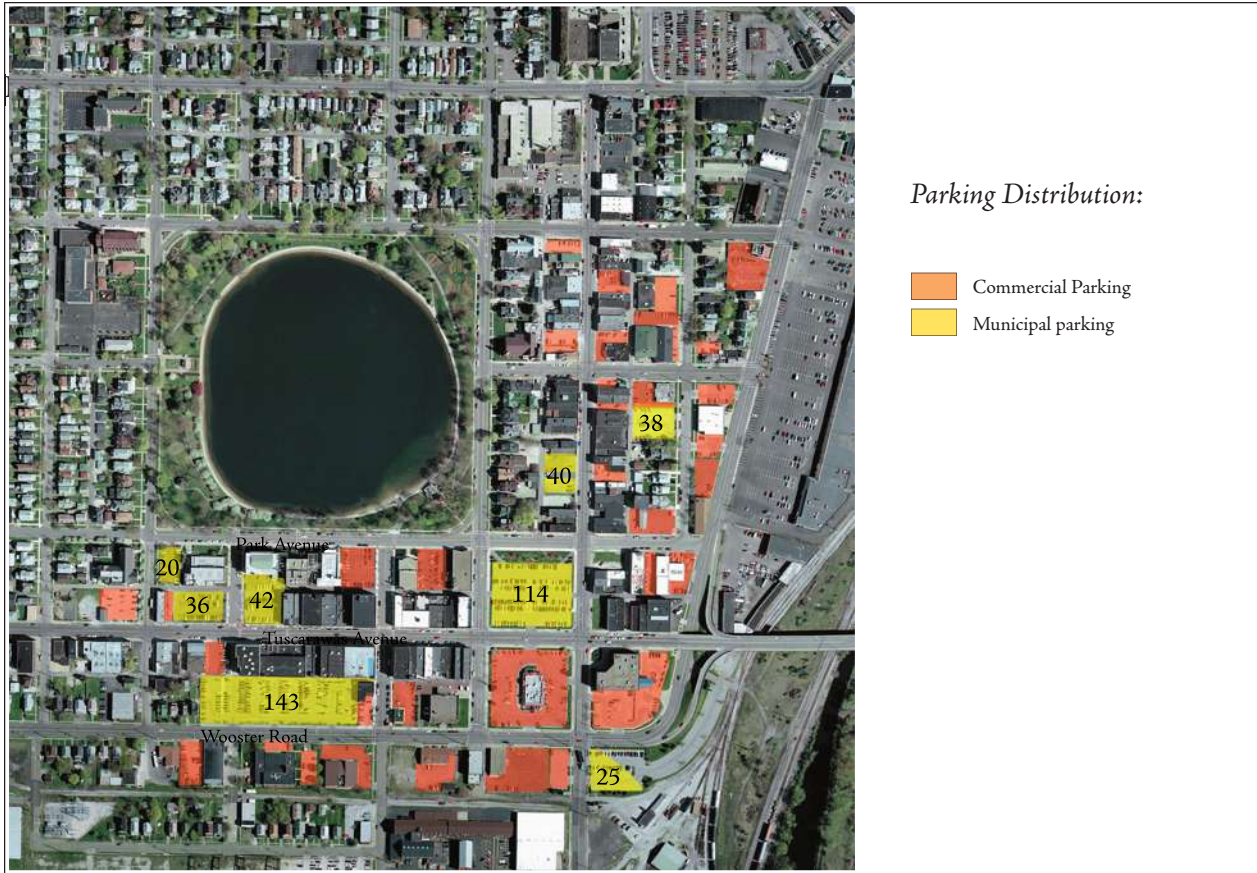 Parking Distribution:
Commercial Parking
Municipal parking
38
40
Park Avenue
20
36
42
114
Tuscarawas Avenue
143
Wooster Road
25